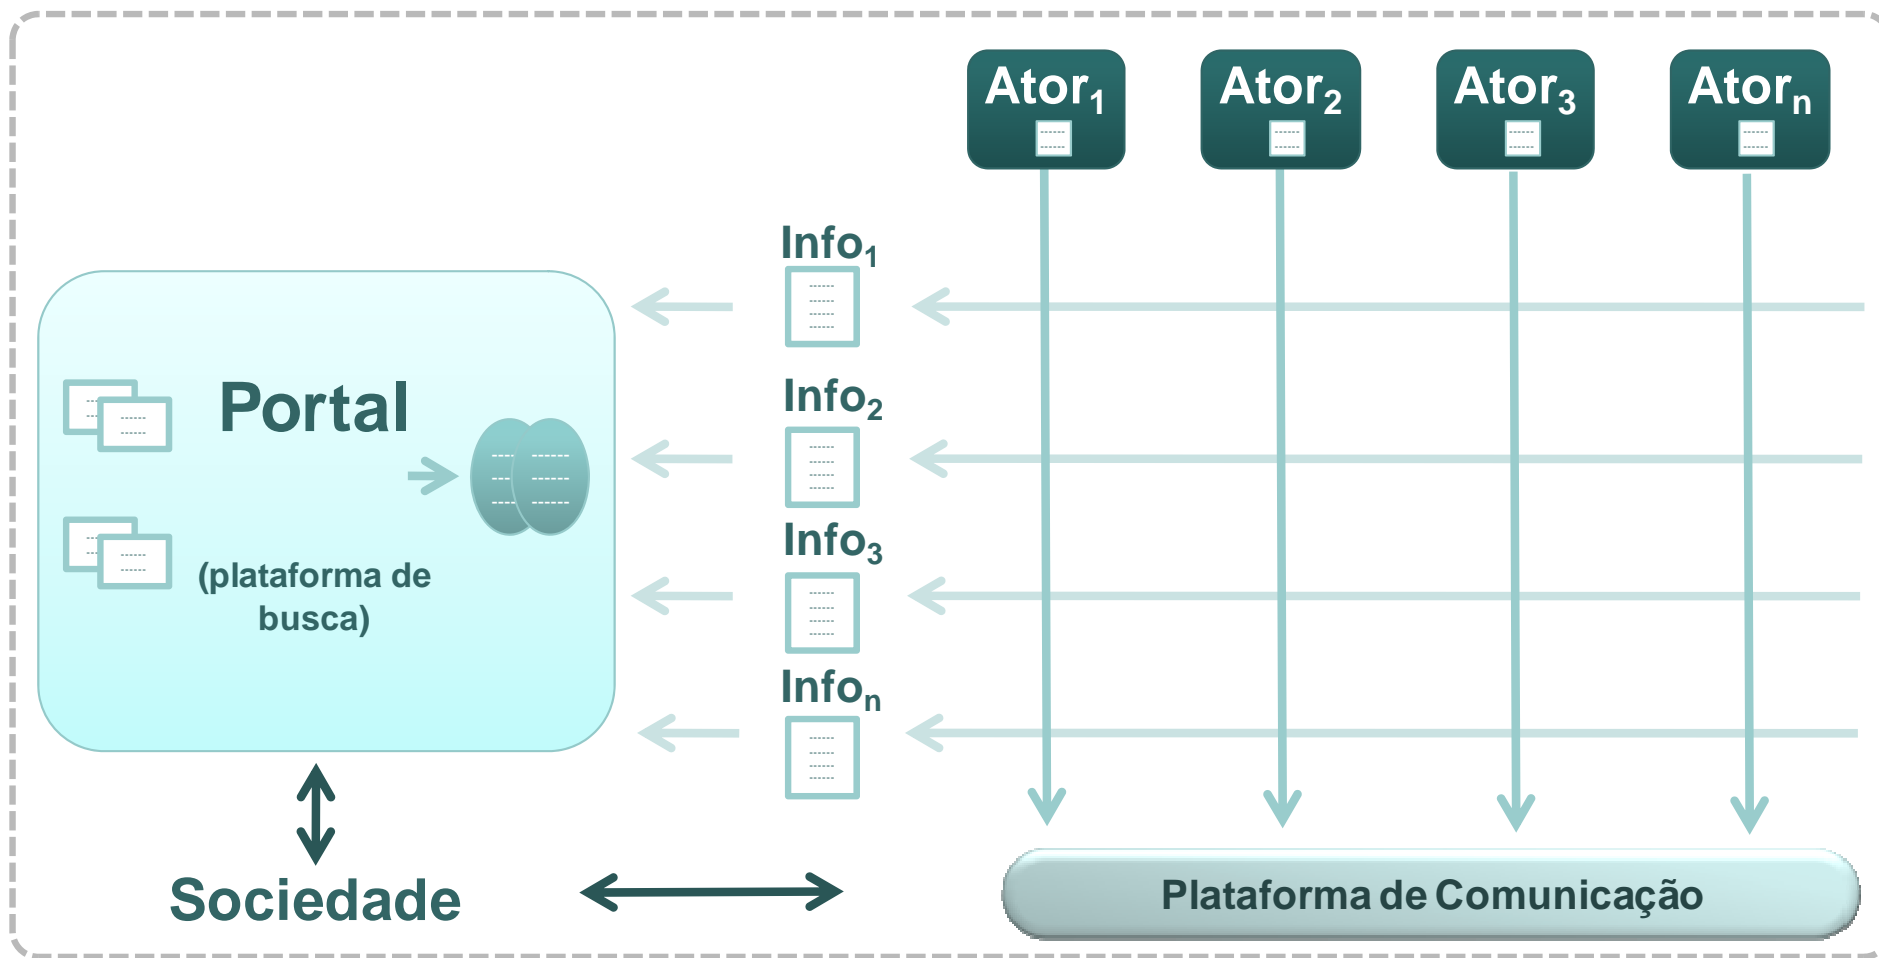 Ator1 Ator2 Ator3 Atorn
Info1
Info2
Portal
Info3
(plataforma de
busca)
Infon
Sociedade
Plataforma de Comunicação